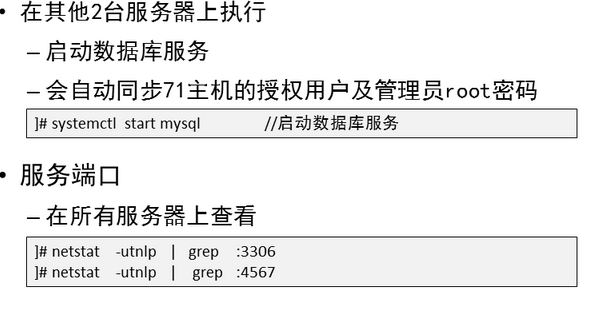 • 在其他2台服务器上执行
– 启动数据库服务
– 会自动同步71主机的授权用户及管理员root密码
]# systemctl start mysql //启动数据库服务
• 服务端口
– 在所有服务器上查看
]# netstat -utnlp | grep :3306
]# netstat -utnlp | grep :4567